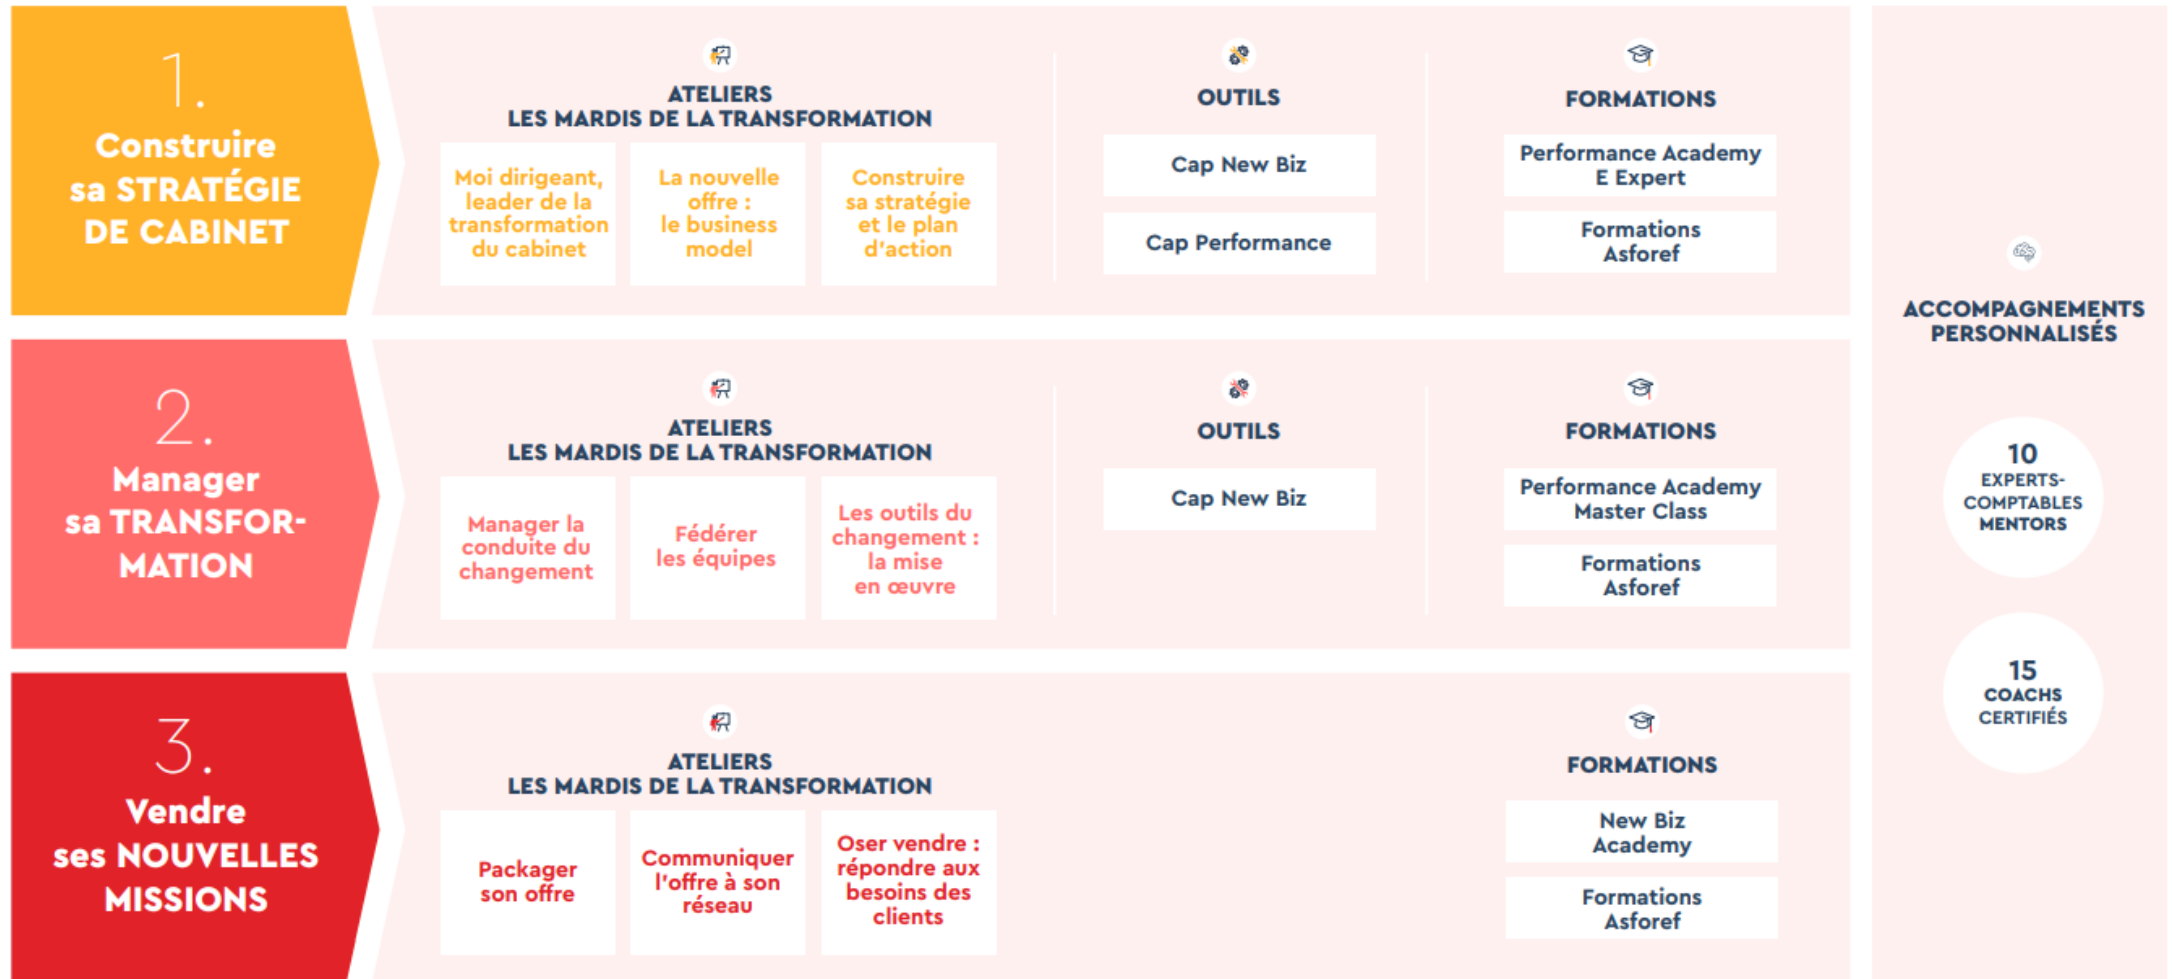 1.
Construire
sa STRATÉGIE
DE CABINET
ATELIERS
LES MARDIS DE LA TRANSFORMATION
Moi dirigeant,
leader de la
transformation
du cabinet
La nouvelle
offre :
le business
model
Construire
sa stratégie
et le plan
d'action
OUTILS
Cap New Biz
Cap Performance
FORMATIONS
Performance Academy
E Expert
Formations
Asforef
2.
Manager
sa TRANSFOR-
MATION
ATELIERS
LES MARDIS DE LA TRANSFORMATION
Manager la
conduite du
changement
Fédérer
les équipes
Les outils du
changement :
la mise
en œuvre
OUTILS
Cap New Biz
FORMATIONS
Performance Academy
Master Class
Formations
Asforef
3.
Vendre
ses NOUVELLES
MISSIONS
ATELIERS
LES MARDIS DE LA TRANSFORMATION
Packager
son offre
Communiquer
l'offre à son
réseau
Oser vendre :
répondre aux
besoins des
clients
FORMATIONS
New Biz
Academy
Formations
Asforef
ACCOMPAGNEMENTS
PERSONNALISÉS
10
EXPERTS-
COMPTABLES
MENTORS
15
COACHS
CERTIFIÉS